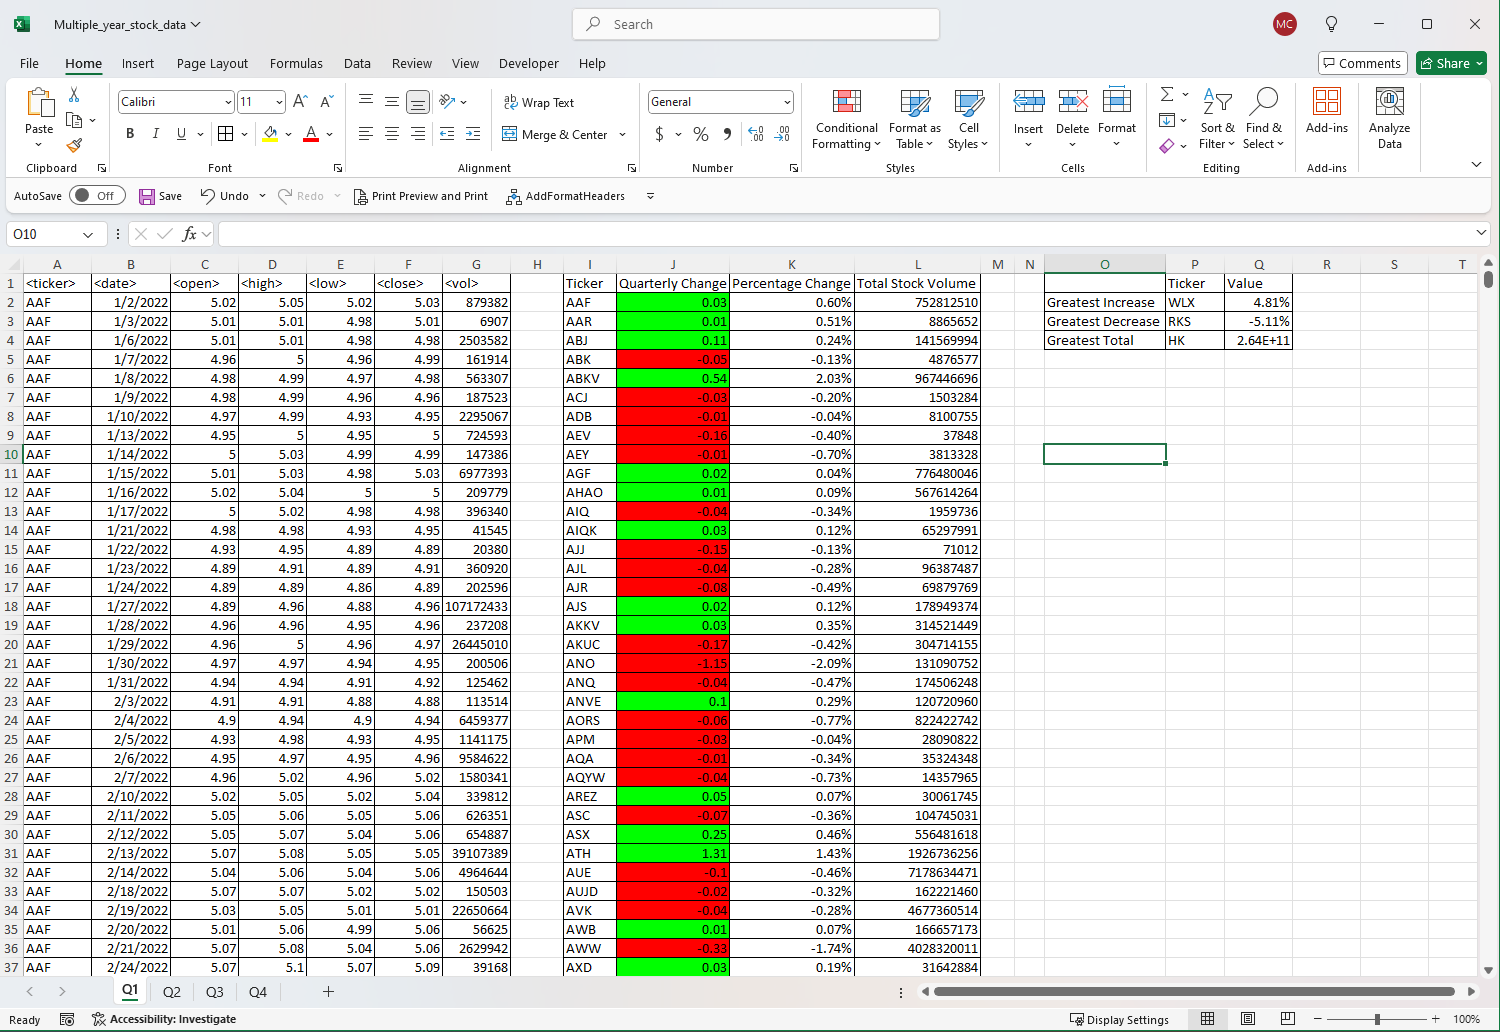 Multiple_year_stock_data
Search
MC
File Home Insert Page Layout Formulas Data Review View Developer Help
Comments Share
Paste
Clipboard
Calibri 11
B I U A
Font
Wrap Text
Merge & Center
Alignment
General
$ % 9
Number
Conditional Formatting
Format as Table
Cell Styles
Styles
Insert Delete Format
Cells
Sort & Filter
Find & Select
Editing
Add-ins
Add-ins
Analyze Data
AutoSave Off Save Undo Redo Print Preview and Print AddFormatHeaders
O10 fx
A B C D E F G H I J K L M N O P Q R S T
1 <ticker> <date> <open> <high> <low> <close> <vol> Ticker Quarterly Change Percentage Change Total Stock Volume Ticker Value
2 AAF 1/2/2022 5.02 5.05 5.02 5.03 879382 AAF 0.03 0.60% 752812510 Greatest Increase WLX 4.81%
3 AAF 1/3/2022 5.01 5.01 4.98 5.01 6907 AAR 0.01 0.51% 8865652 Greatest Decrease RKS -5.11%
4 AAF 1/6/2022 5.01 5.01 4.98 4.98 2503582 ABJ 0.11 0.24% 141569994 Greatest Total HK 2.64E+11
5 AAF 1/7/2022 4.96 5 4.96 4.99 161914 ABK -0.05 -0.13% 4876577
6 AAF 1/8/2022 4.98 4.99 4.97 4.98 563307 ABKV 0.54 2.03% 967446696
7 AAF 1/9/2022 4.98 4.99 4.96 4.96 187523 ACJ -0.03 -0.20% 1503284
8 AAF 1/10/2022 4.97 4.99 4.93 4.95 2295067 ADB -0.01 -0.04% 8100755
9 AAF 1/13/2022 4.95 5 4.95 5 724593 AEV -0.16 -0.40% 37848
10 AAF 1/14/2022 5 5.03 4.99 4.99 147386 AEY -0.01 -0.70% 3813328
11 AAF 1/15/2022 5.01 5.03 4.98 5.03 6977393 AGF 0.02 0.04% 776480046
12 AAF 1/16/2022 5.02 5.04 5 5 209779 AHAO 0.01 0.09% 567614264
13 AAF 1/17/2022 5 5.02 4.98 4.98 396340 AIQ -0.04 -0.34% 1959736
14 AAF 1/21/2022 4.98 4.98 4.93 4.95 41545 AIQK 0.03 0.12% 65297991
15 AAF 1/22/2022 4.93 4.95 4.89 4.89 20380 AJJ -0.15 -0.13% 71012
16 AAF 1/23/2022 4.89 4.91 4.89 4.91 360920 AJL -0.04 -0.28% 96387487
17 AAF 1/24/2022 4.89 4.89 4.86 4.89 202596 AJR -0.08 -0.49% 69879769
18 AAF 1/27/2022 4.89 4.96 4.88 4.96 107172433 AJS 0.02 0.12% 178949374
19 AAF 1/28/2022 4.96 4.96 4.95 4.96 237208 AKKV 0.03 0.35% 314521449
20 AAF 1/29/2022 4.96 5 4.96 4.97 26445010 AKUC -0.17 -0.42% 304714155
21 AAF 1/30/2022 4.97 4.97 4.94 4.95 200506 ANO -1.15 -2.09% 131090752
22 AAF 1/31/2022 4.94 4.94 4.91 4.92 125462 ANQ -0.04 -0.47% 174506248
23 AAF 2/3/2022 4.91 4.91 4.88 4.88 113514 ANVE 0.1 0.29% 120720960
24 AAF 2/4/2022 4.9 4.94 4.9 4.94 6459377 AORS -0.06 -0.77% 822422742
25 AAF 2/5/2022 4.93 4.98 4.93 4.95 1141175 APM -0.03 -0.04% 28090822
26 AAF 2/6/2022 4.95 4.97 4.95 4.96 9584622 AQA -0.01 -0.34% 35324348
27 AAF 2/7/2022 4.96 5.02 4.96 5.02 1580341 AQYW -0.04 -0.73% 14357965
28 AAF 2/10/2022 5.02 5.05 5.02 5.04 339812 AREZ 0.05 0.07% 30061745
29 AAF 2/11/2022 5.05 5.06 5.05 5.06 626351 ASC -0.07 -0.36% 104745031
30 AAF 2/12/2022 5.05 5.07 5.04 5.06 654887 ASX 0.25 0.46% 556481618
31 AAF 2/13/2022 5.07 5.08 5.05 5.05 39107389 ATH 1.31 1.43% 1926736256
32 AAF 2/14/2022 5.04 5.06 5.04 5.06 4964644 AUE -0.1 -0.46% 7178634471
33 AAF 2/18/2022 5.07 5.07 5.02 5.02 150503 AUJD -0.02 -0.32% 162221460
34 AAF 2/19/2022 5.03 5.05 5.01 5.01 22650664 AVK -0.04 -0.28% 4677360514
35 AAF 2/20/2022 5.01 5.06 4.99 5.06 56625 AWB 0.01 0.07% 166657173
36 AAF 2/21/2022 5.07 5.08 5.04 5.06 2629942 AWW -0.33 -1.74% 4028320011
37 AAF 2/24/2022 5.07 5.1 5.07 5.09 39168 AXD 0.03 0.19% 31642884
Q1 Q2 Q3 Q4
Ready Accessibility: Investigate Display Settings 100%